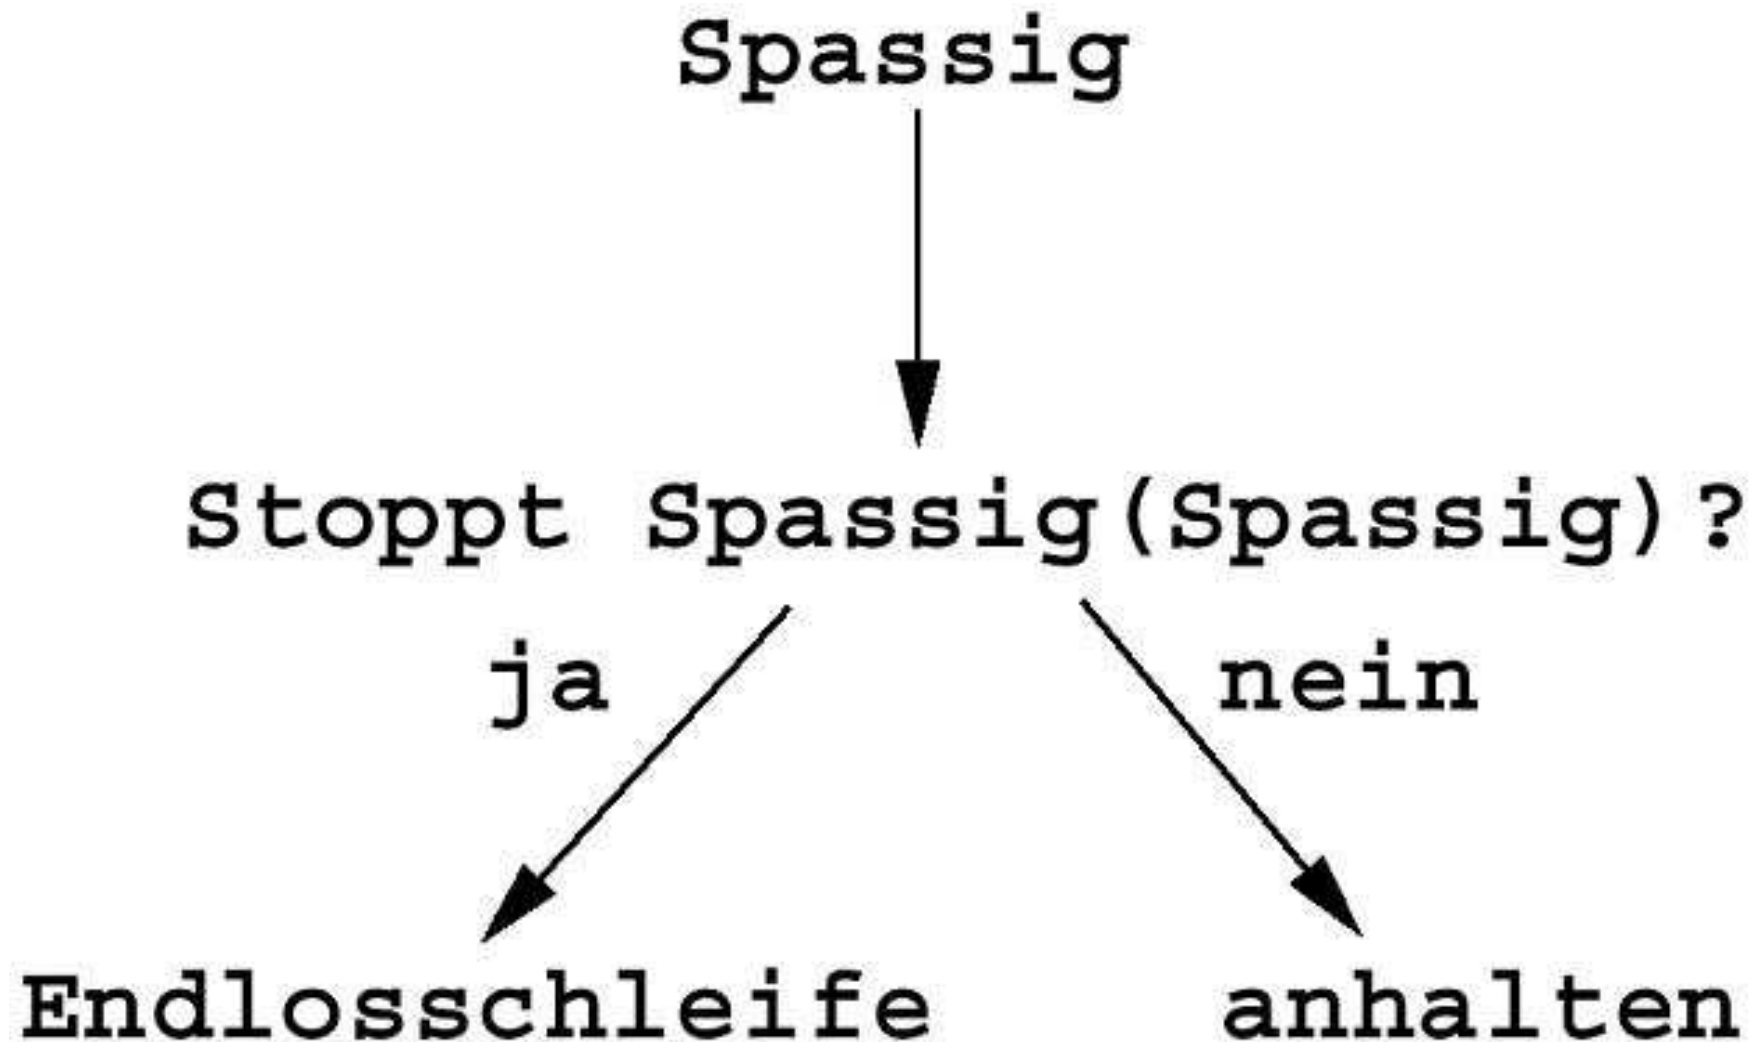 Spassig
Stoppt Spassig(Spassig)?
ja
nein
Endlosschleife
anhalten